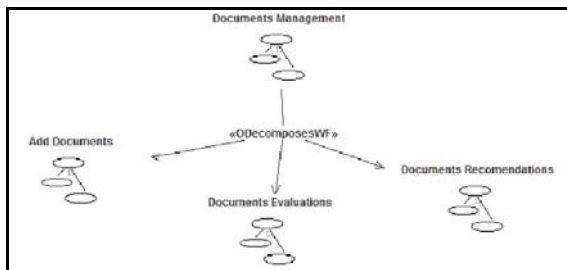 Documents Management
«ODecomposesWF»
Add Documents
Documents Recomendations
Documents Evaluations